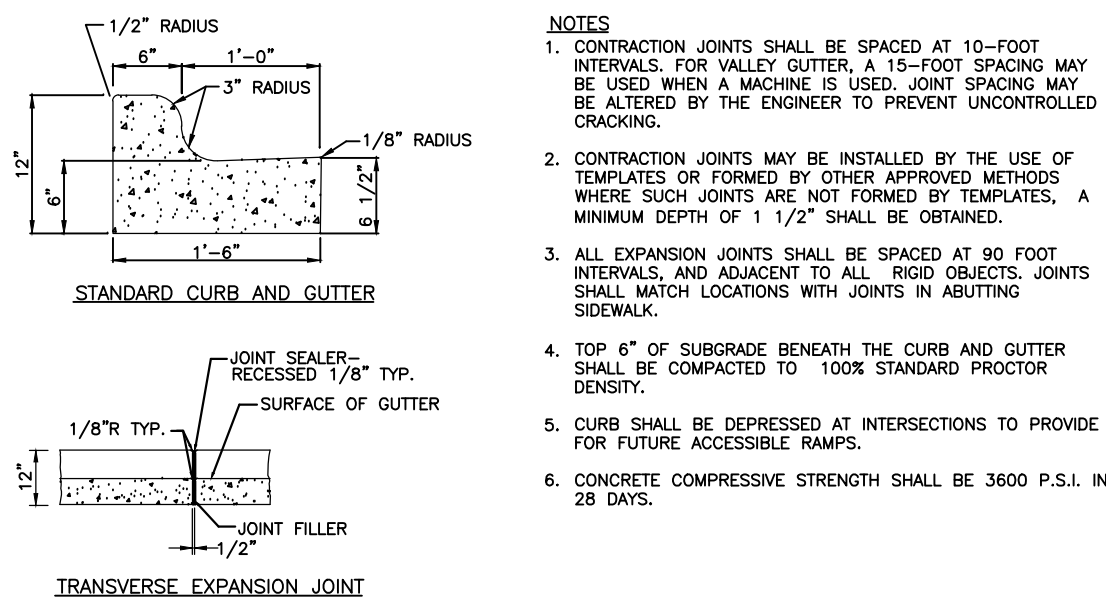 1/2" RADIUS
6"
1'-0"
3" RADIUS
1/8" RADIUS
12"
6"
6 1/2"
1'-6"
STANDARD CURB AND GUTTER
JOINT SEALER-
RECESSED 1/8" TYP.
SURFACE OF GUTTER
1/8"R TYP.
12"
JOINT FILLER
1/2"
TRANSVERSE EXPANSION JOINT
NOTES
1. CONTRACTION JOINTS SHALL BE SPACED AT 10-FOOT
INTERVALS. FOR VALLEY GUTTER, A 15-FOOT SPACING MAY
BE USED WHEN A MACHINE IS USED. JOINT SPACING MAY
BE ALTERED BY THE ENGINEER TO PREVENT UNCONTROLLED
CRACKING.
2. CONTRACTION JOINTS MAY BE INSTALLED BY THE USE OF
TEMPLATES OR FORMED BY OTHER APPROVED METHODS
WHERE SUCH JOINTS ARE NOT FORMED BY TEMPLATES, A
MINIMUM DEPTH OF 1 1/2" SHALL BE OBTAINED.
3. ALL EXPANSION JOINTS SHALL BE SPACED AT 90 FOOT
INTERVALS, AND ADJACENT TO ALL RIGID OBJECTS. JOINTS
SHALL MATCH LOCATIONS WITH JOINTS IN ABUTTING
SIDEWALK.
4. TOP 6" OF SUBGRADE BENEATH THE CURB AND GUTTER
SHALL BE COMPACTED TO 100% STANDARD PROCTOR
DENSITY.
5. CURB SHALL BE DEPRESSED AT INTERSECTIONS TO PROVIDE
FOR FUTURE ACCESSIBLE RAMPS.
6. CONCRETE COMPRESSIVE STRENGTH SHALL BE 3600 P.S.I. IN
28 DAYS.